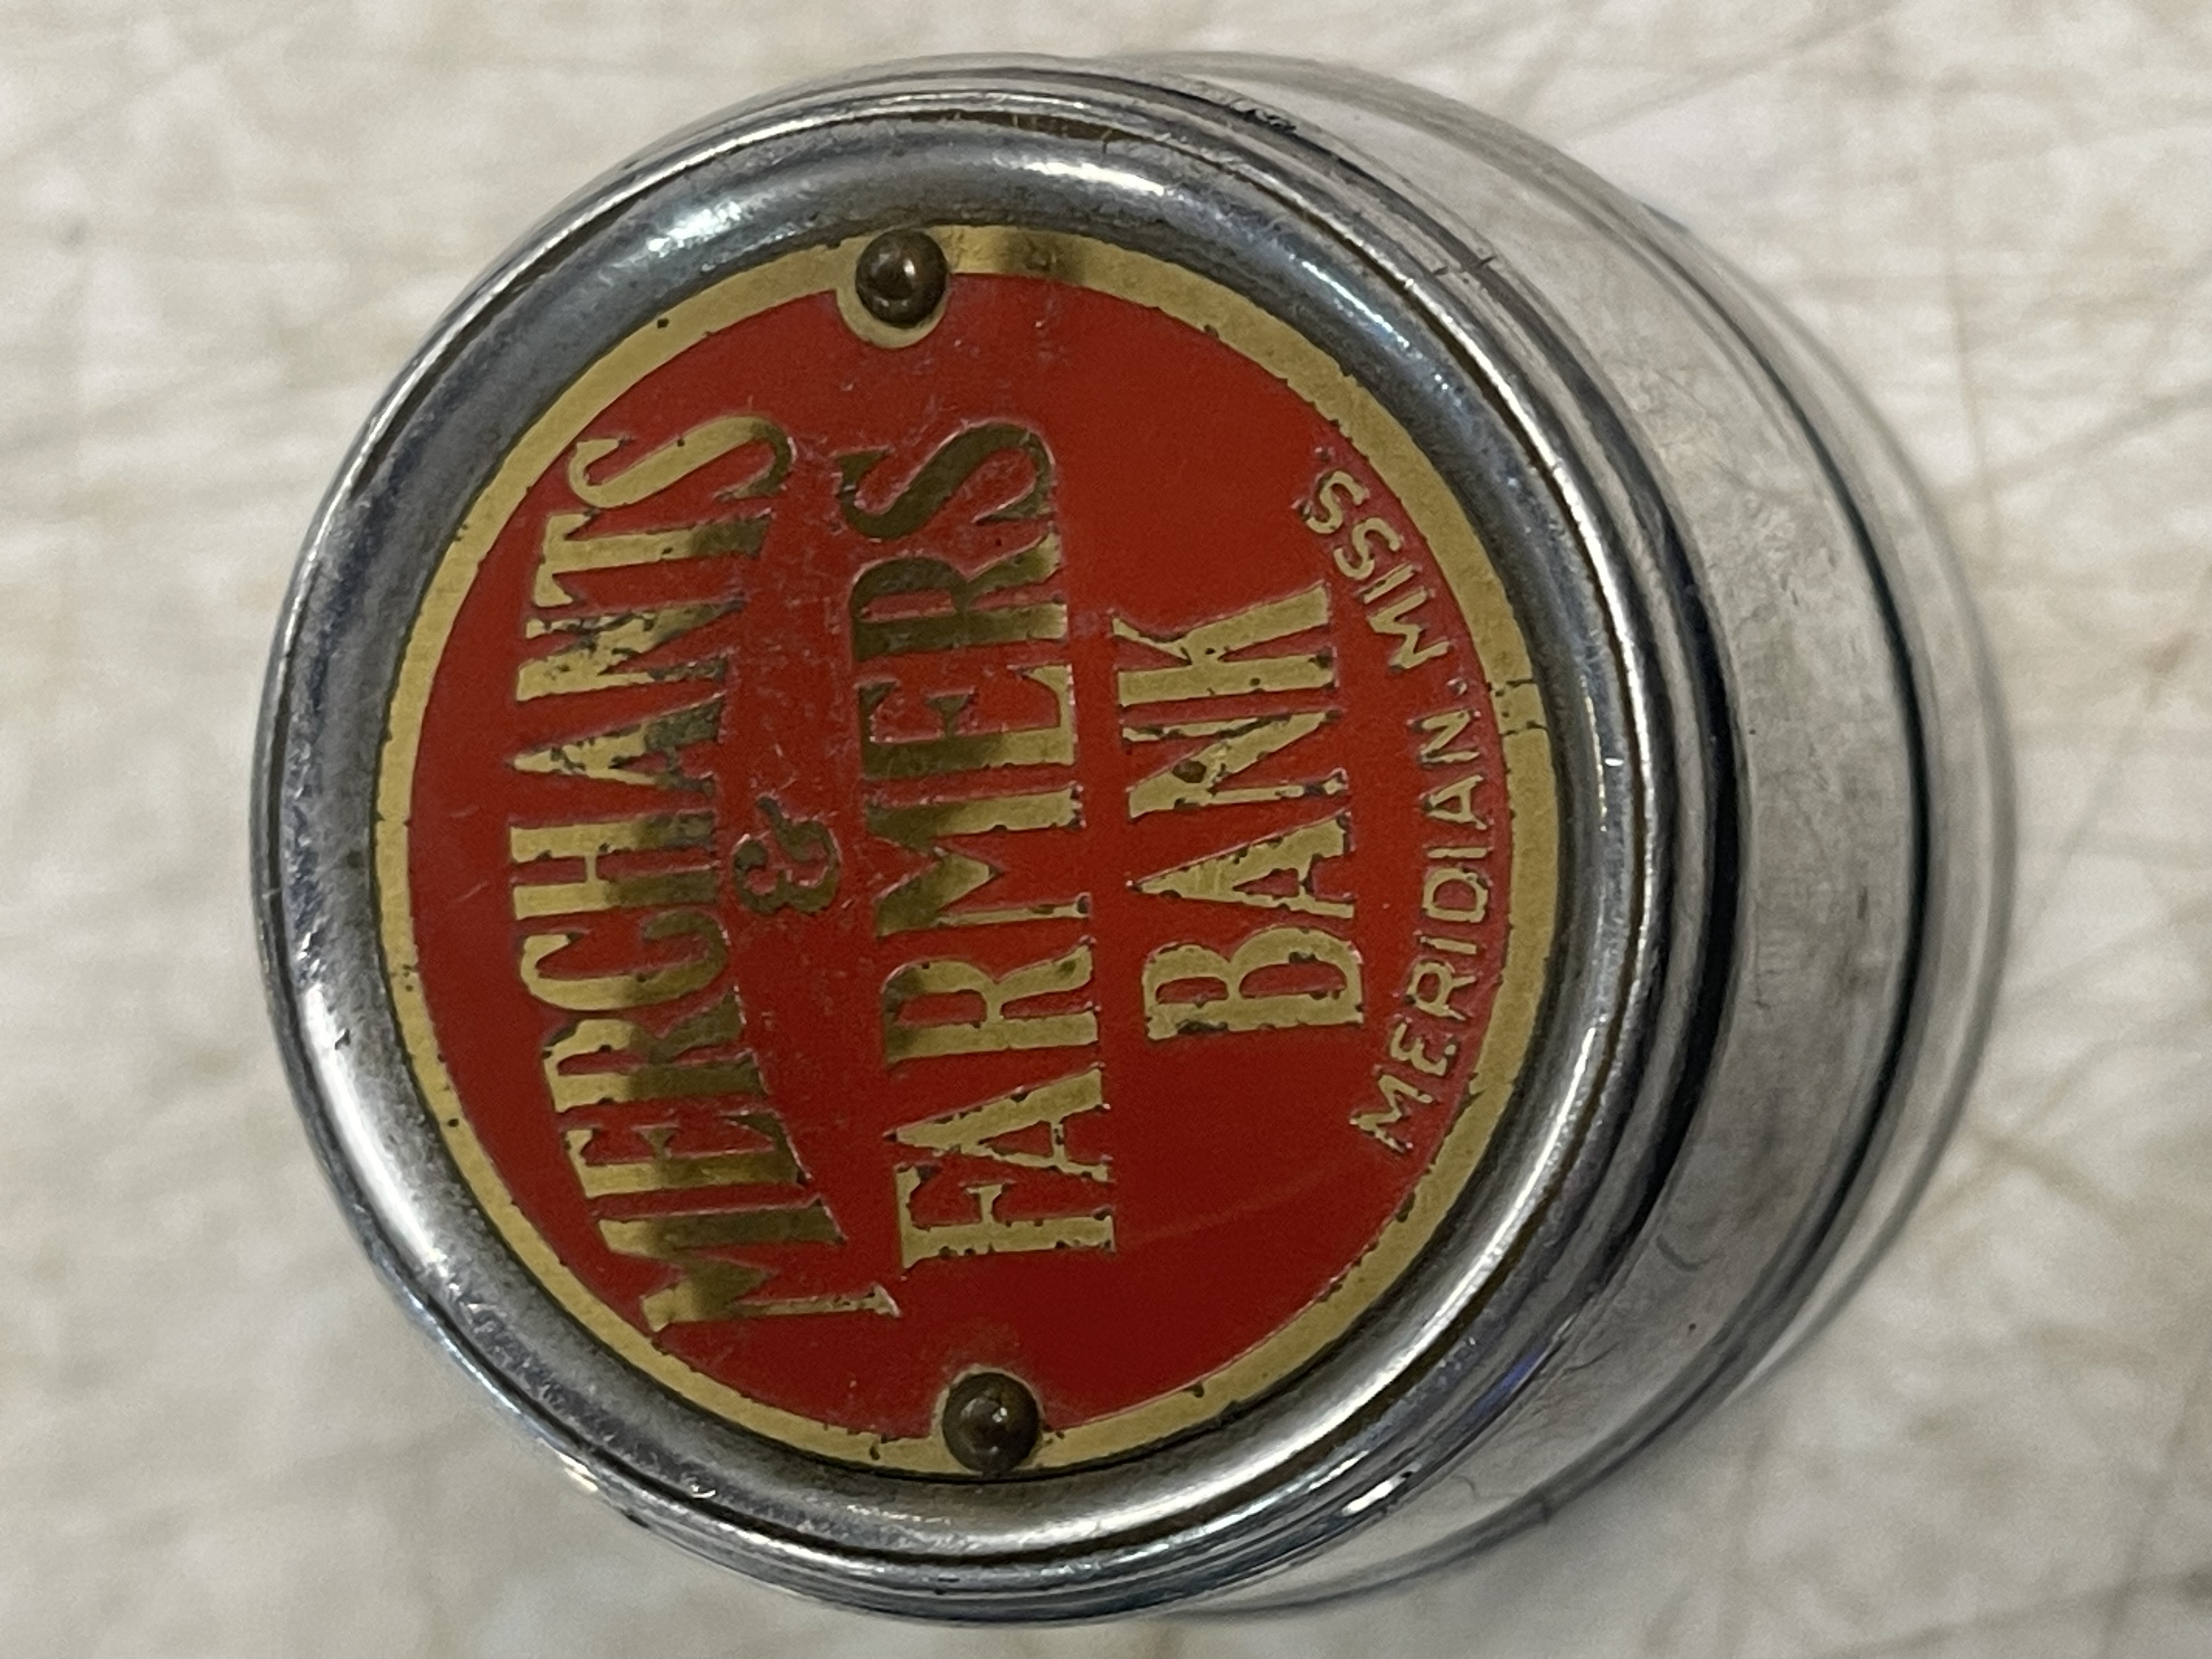 MERCHANTS
&
FARMERS
BANK
MERIDIAN, MISS.